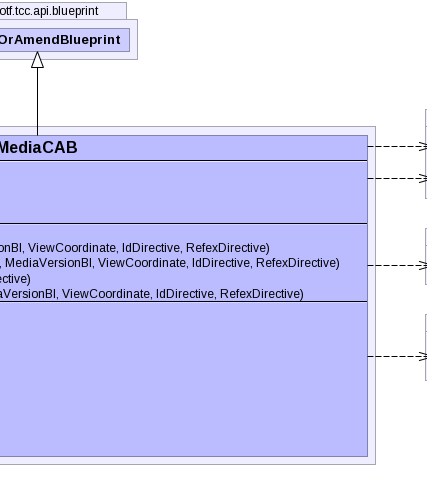 otf.tcc.api.blueprint
OrAmendBlueprint
MediaCAB
onBI, ViewCoordinate, IdDirective, RefexDirective)
, MediaVersionBI, ViewCoordinate, IdDirective, RefexDirective)
ective)
aVersionBI, ViewCoordinate, IdDirective, RefexDirective)